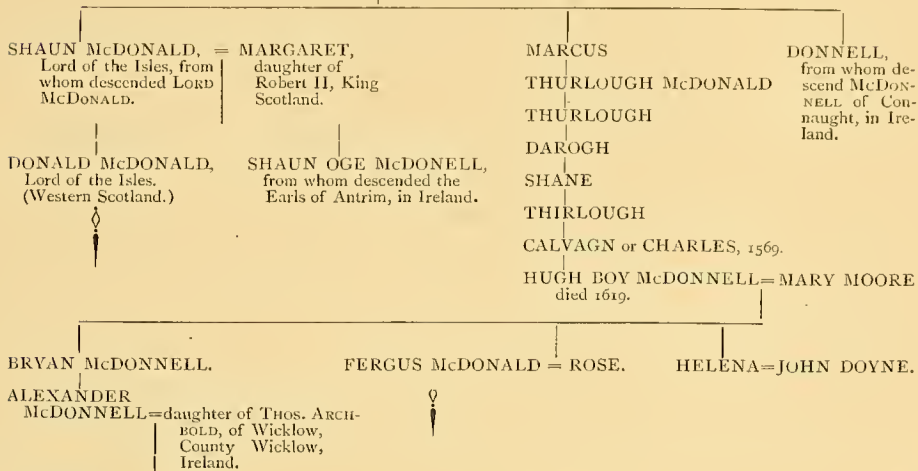 SHAUN McDONALD, = MARGARET,
Lord of the Isles, from
whom descended LORD
McDONALD.
daughter of
Robert II, King
Scotland.
DONALD McDONALD,
Lord of the Isles.
(Western Scotland.)
SHAUN OGE McDONELL,
from whom descended the
Earls of Antrim, in Ireland.
MARCUS
THURLOUGH McDONALD
THURLOUGH
DAROGH
SHANE
THIRLOUGH
CALVAGN or CHARLES, 1569.
HUGH BOY McDONNELL=MARY MOORE
died 1619.
DONNELL,
from whom de-
scend McDON-
NELL of Con-
naught, in Ire-
land.
BRYAN McDONNELL.
ALEXANDER
McDONNELL=daughter of THOS. ARCH-
BOLD, of Wicklow,
County Wicklow,
Ireland.
FERGUS McDONALD = ROSE.
HELENA=JOHN DOYNE.